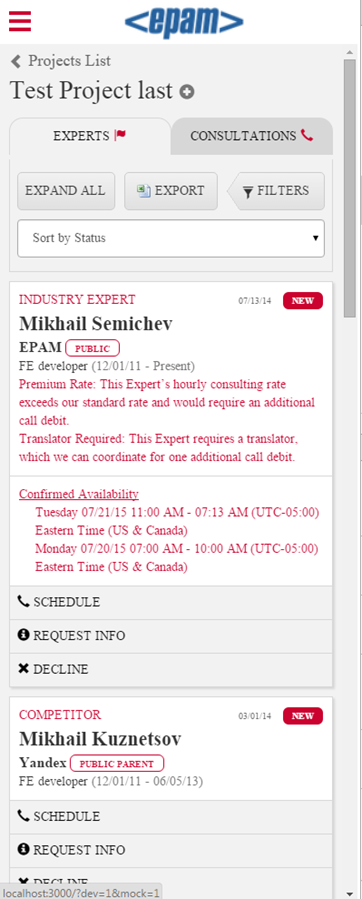 <epam>
Projects List
Test Project last
EXPERTS
CONSULTATIONS
EXPAND ALL
EXPORT
FILTERS
Sort by Status
INDUSTRY EXPERT
07/13/14
NEW
Mikhail Semichev
EPAM PUBLIC
FE developer (12/01/11 - Present)
Premium Rate: This Expert`s hourly consulting rate
exceeds our standard rate and would require an additional
call debit.
Translator Required: This Expert requires a translator,
which we can coordinate for one additional call debit.
Confirmed Availability
Tuesday 07/21/15 11:00 AM - 07:13 AM (UTC-05:00)
Eastern Time (US & Canada)
Monday 07/20/15 07:00 AM - 10:00 AM (UTC-05:00)
Eastern Time (US & Canada)
SCHEDULE
REQUEST INFO
DECLINE
COMPETITOR
03/01/14
NEW
Mikhail Kuznetsov
Yandex PUBLIC PARENT
FE developer (12/01/11 - 06/05/13)
SCHEDULE
REQUEST INFO
DECLINE
localhost:3000/?dev=1&mock=1